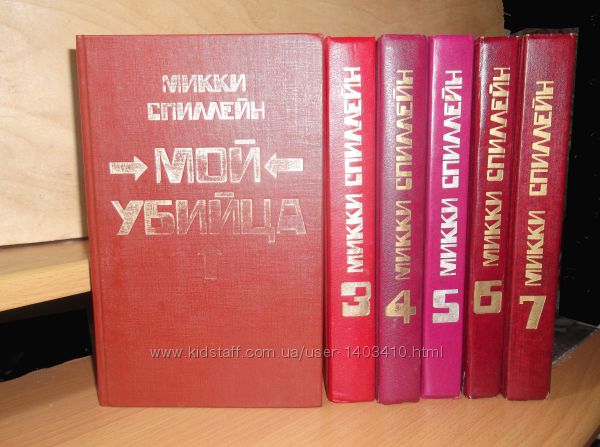 МИККИ
СПИЛЛЕЙН
МОЙ
УБИЙЦА
МИККИ СПИЛЛЕЙН
3
МИККИ СПИЛЛЕЙН
4
МИККИ СПИЛЛЕЙН
5
МИККИ СПИЛЛЕЙН
6
МИККИ СПИЛЛЕЙН
7
www.kidstaff.com.ua/user-1403410.html